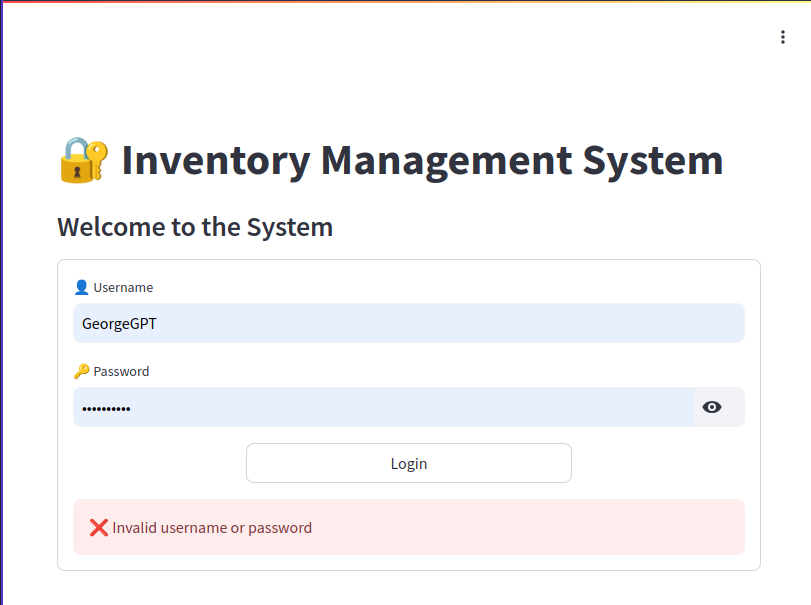 🔐 Inventory Management System
Welcome to the System
👤 Username
GeorgeGPT
🔑 Password
••••••••••
Login
❌ Invalid username or password